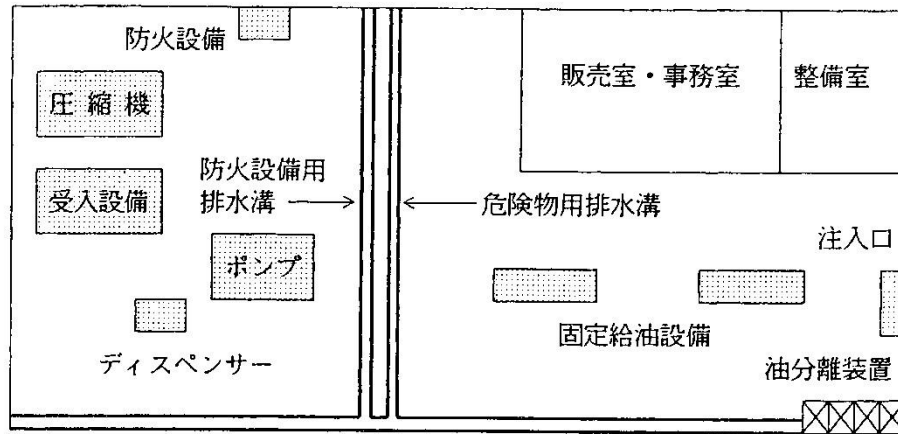 防火設備
圧縮機
受入設備
ポンプ
ディスペンサー
防火設備用
排水溝
危険物用排水溝
販売室・事務室
整備室
注入口
固定給油設備
油分離装置